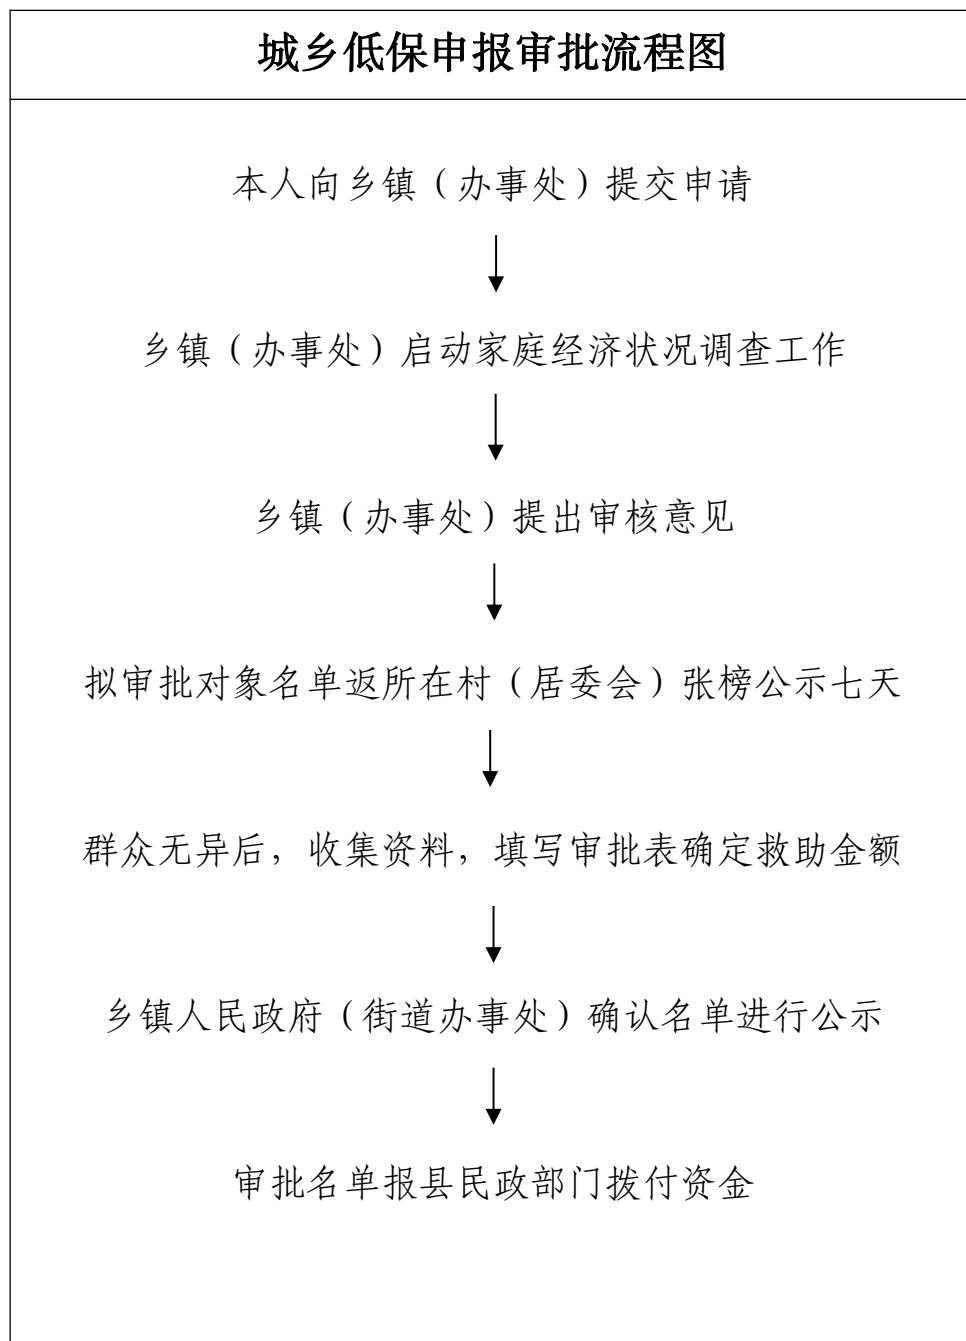 城乡低保申报审批流程图
本人向乡镇（办事处）提交申请
乡镇（办事处）启动家庭经济状况调查工作
乡镇（办事处）提出审核意见
拟审批对象名单返所在村（居委会）张榜公示七天
群众无异后，收集资料，填写审批表确定救助金额
乡镇人民政府（街道办事处）确认名单进行公示
审批名单报县民政部门拨付资金